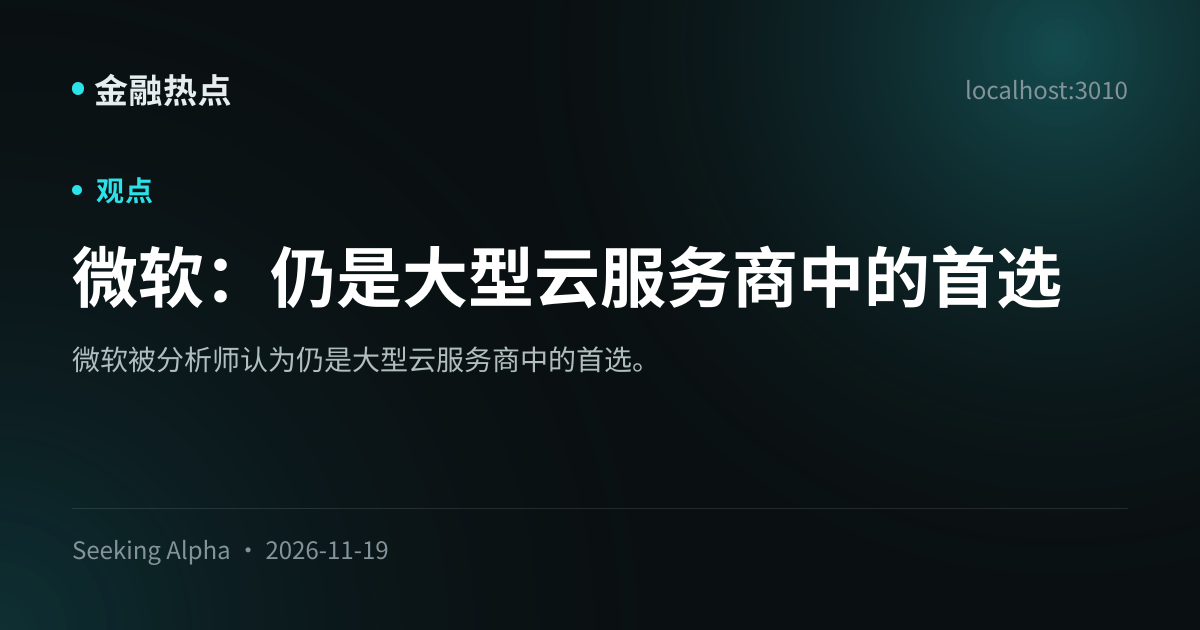 金融热点
localhost:3010
观点
微软：仍是大型云服务商中的首选
微软被分析师认为仍是大型云服务商中的首选。
Seeking Alpha · 2026-11-19